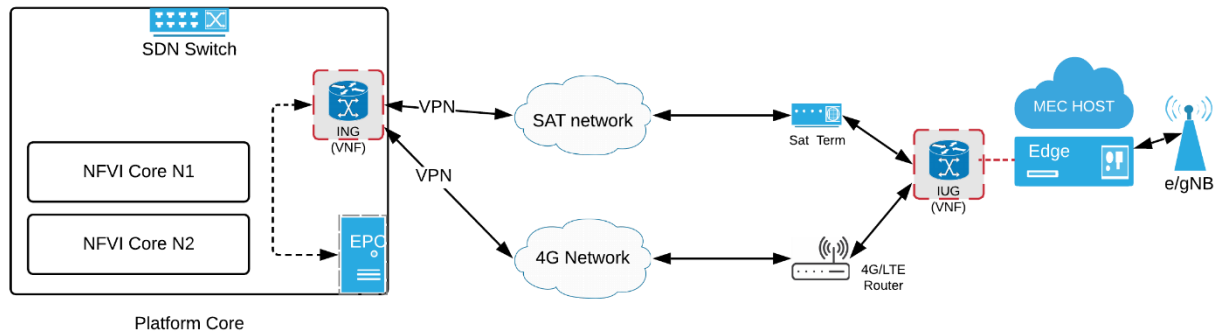 SDN Switch
ING
(VNF)
VPN
VPN
NFVI Core N1
NFVI Core N2
EPC
Platform Core
SAT network
4G Network
Sat Term
4G/LTE
Router
IUG
(VNF)
MEC HOST
Edge
e/gNB